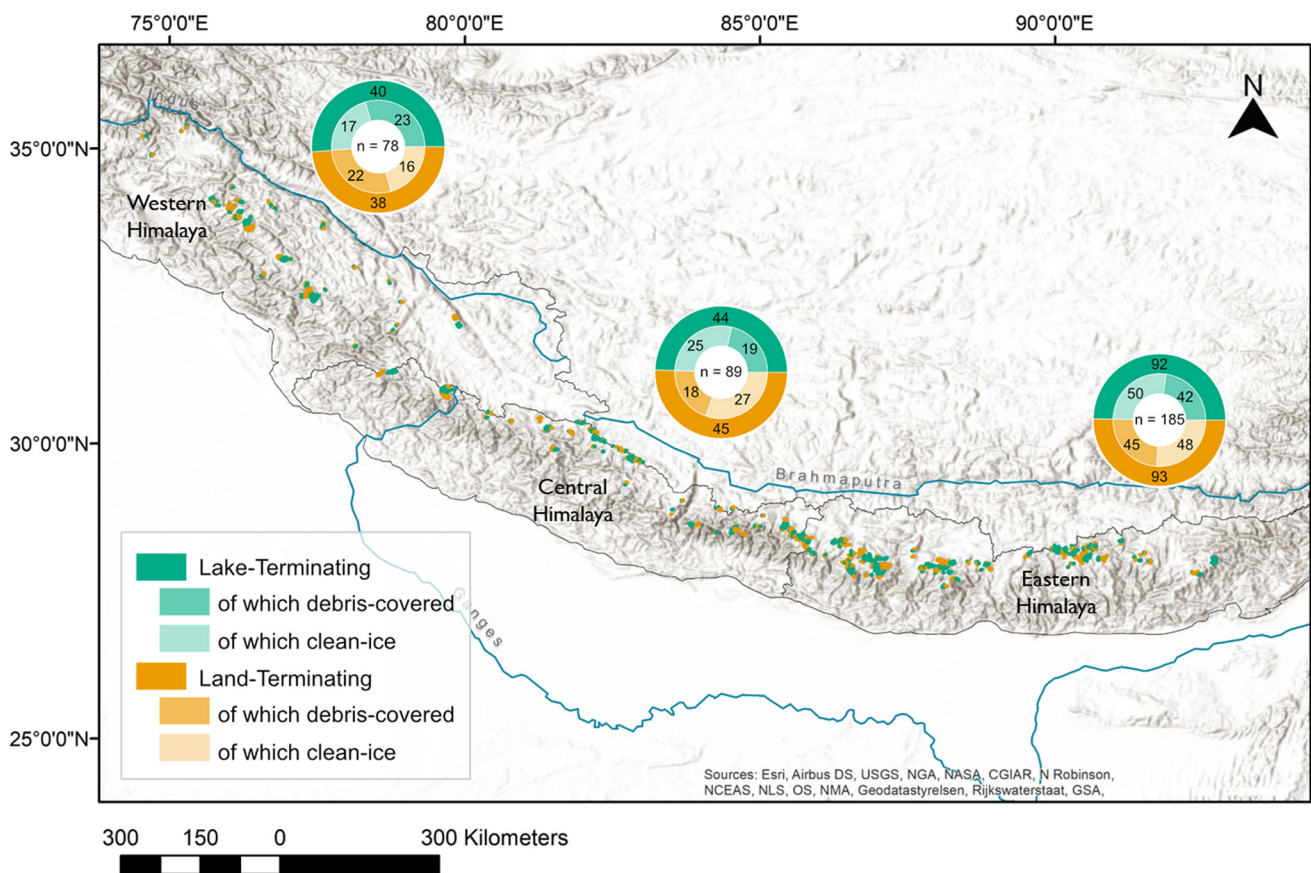 75°0'0"E
80°0'0"E
85°0'0"E
90°0'0"E
35°0'0"N
30°0'0"N
25°0'0"N
N
Indus
40
17
23
n = 78
22
16
38
Western
Himalaya
44
25
19
n = 89
18
27
45
92
50
42
n = 185
45
48
93
Brahmaputra
Central
Himalaya
Eastern
Himalaya
Ganges
Lake-Terminating
of which debris-covered
of which clean-ice
Land-Terminating
of which debris-covered
of which clean-ice
Sources: Esri, Airbus DS, USGS, NGA, NASA, CGIAR, N Robinson,
NCEAS, NLS, OS, NMA, Geodatastyrelsen, Rijkswaterstaat, GSA,
300 150 0 300 Kilometers